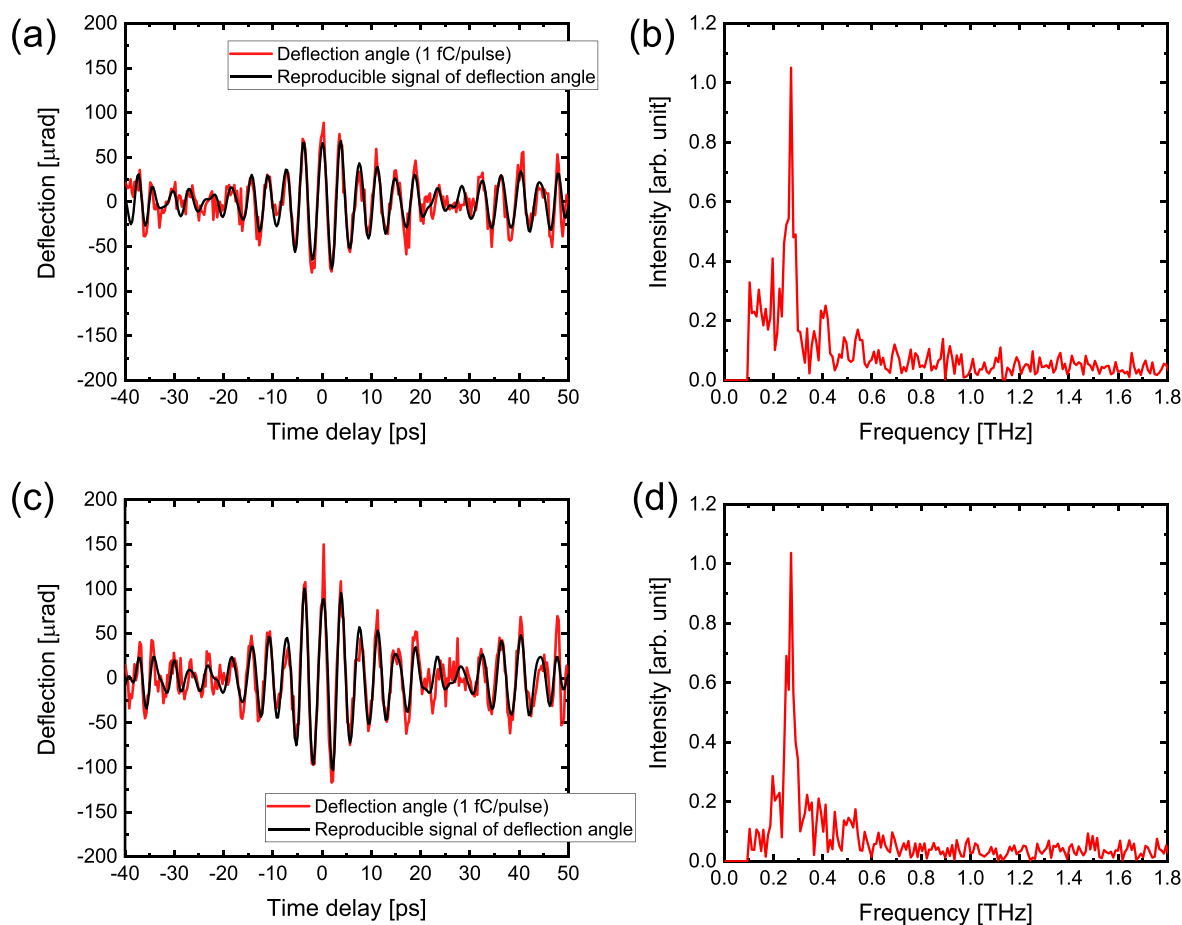 (a)
200
150
100
50
0
-50
-100
-150
-200
Deflection [μrad]
Deflection angle (1 fC/pulse)
Reproducible signal of deflection angle
-40 -30 -20 -10 0 10 20 30 40 50
Time delay [ps]
(b)
1.2
1.0
0.8
0.6
0.4
0.2
0.0
Intensity [arb. unit]
0.0 0.2 0.4 0.6 0.8 1.0 1.2 1.4 1.6 1.8
Frequency [THz]
(c)
200
150
100
50
0
-50
-100
-150
-200
Deflection [μrad]
Deflection angle (1 fC/pulse)
Reproducible signal of deflection angle
-40 -30 -20 -10 0 10 20 30 40 50
Time delay [ps]
(d)
1.2
1.0
0.8
0.6
0.4
0.2
0.0
Intensity [arb. unit]
0.0 0.2 0.4 0.6 0.8 1.0 1.2 1.4 1.6 1.8
Frequency [THz]